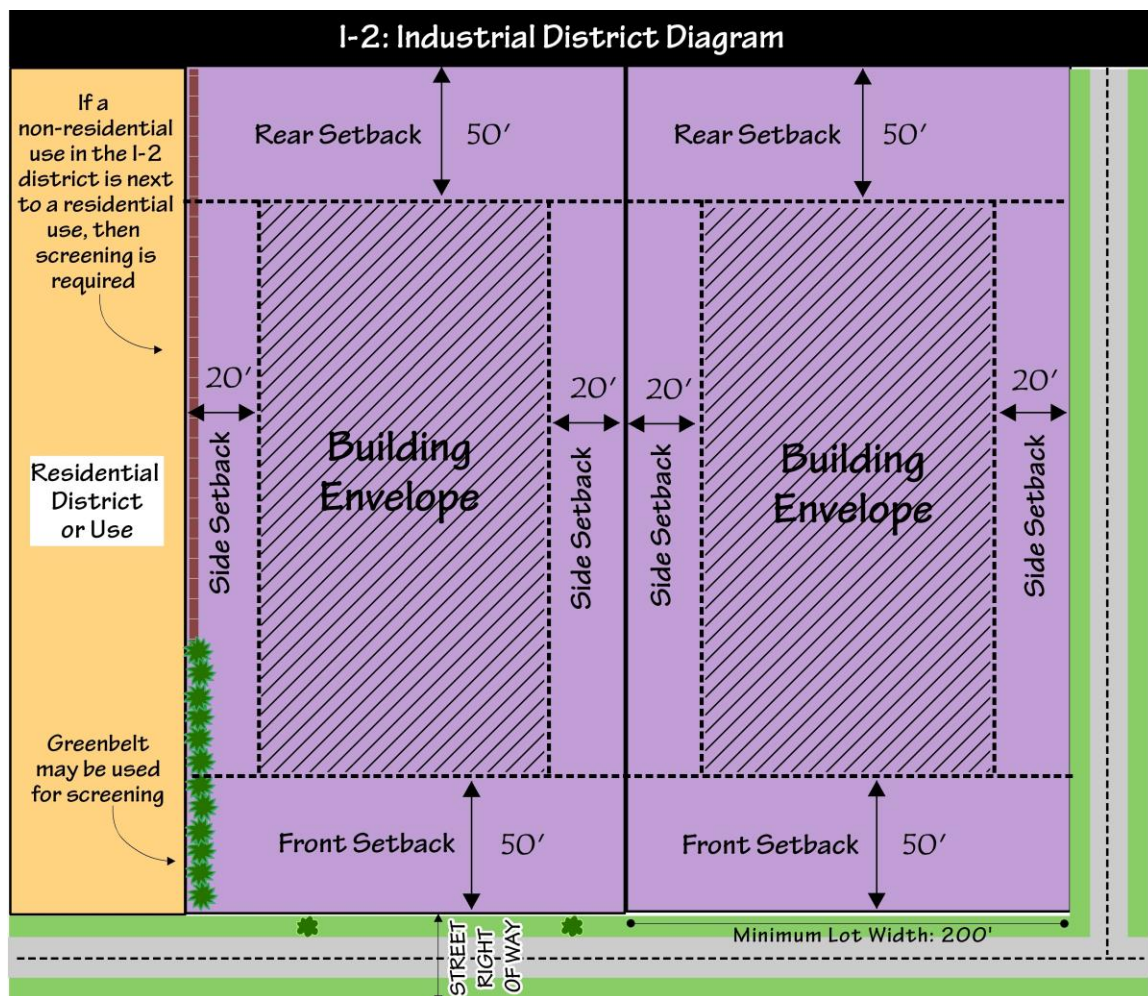 I-2: Industrial District Diagram
If a
non-residential
use in the I-2
district is next
to a residential
use, then
screening is
required
Residential
District
or Use
Greenbelt
may be used
for screening
Rear Setback 50'
20'
Side Setback
Building
Envelope
20'
Side Setback
Front Setback 50'
Rear Setback 50'
20'
Side Setback
Building
Envelope
20'
Side Setback
Front Setback 50'
STREET
RIGHT
OF WAY
Minimum Lot Width: 200'